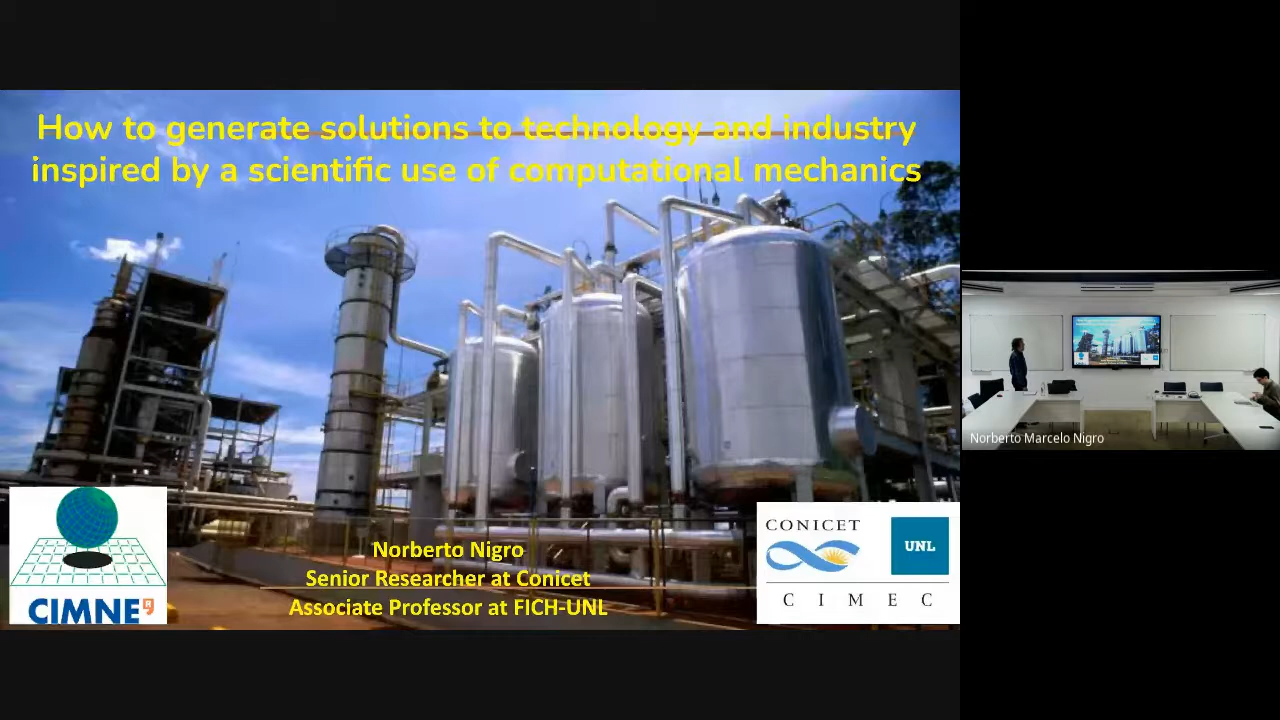 How to generate solutions to technology and industry
inspired by a scientific use of computational mechanics
Norberto Nigro
Senior Researcher at Conicet
Associate Professor at FICH-UNL
CIMNE R
CONICET
UNL
C I M E C
Norberto Marcelo Nigro